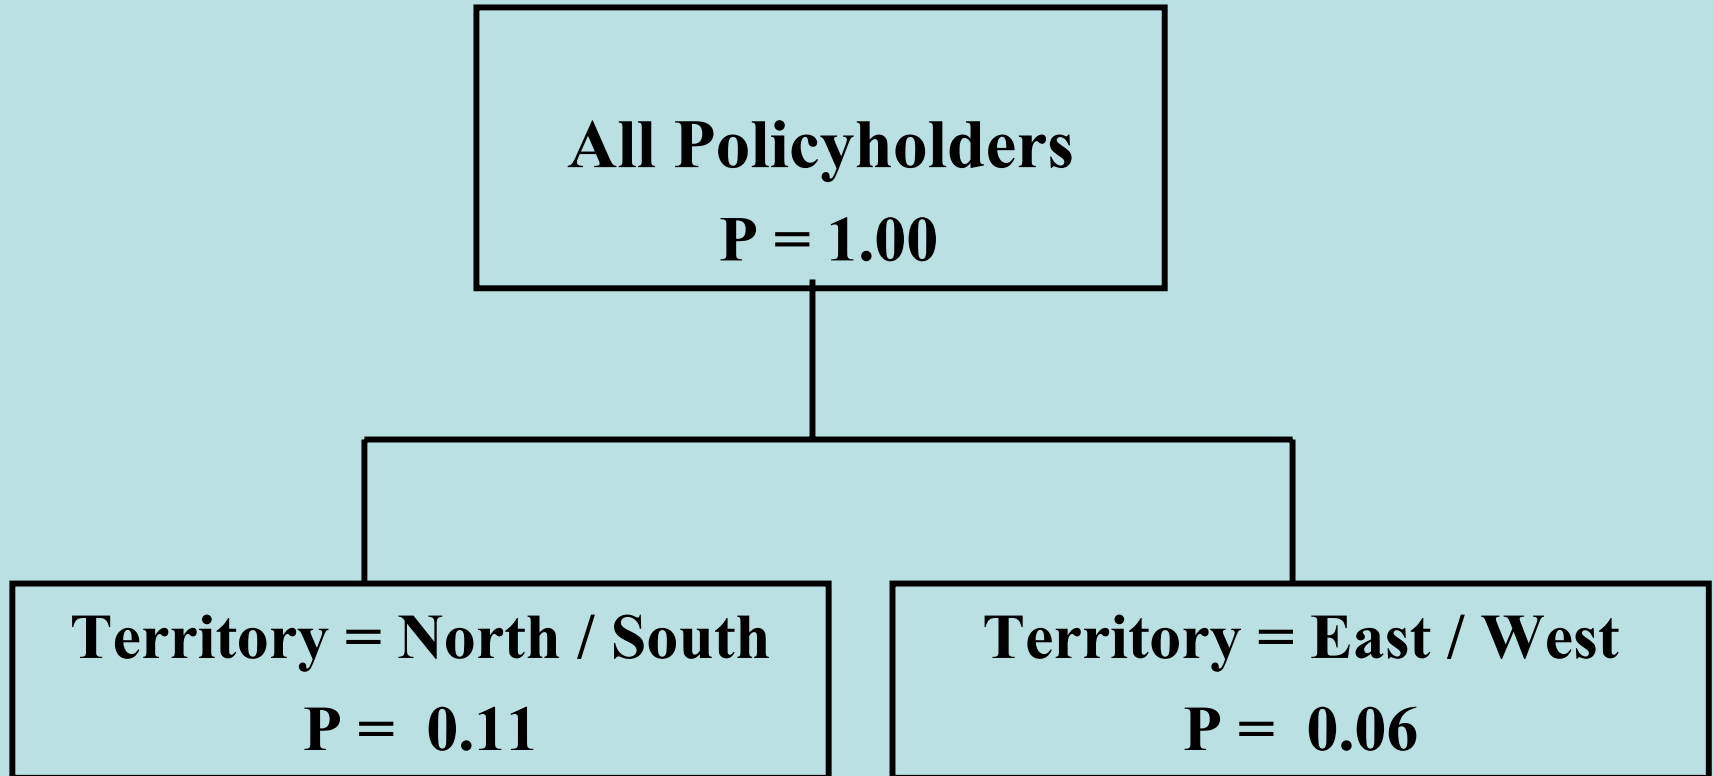 All Policyholders
P = 1.00
Territory = North / South
P = 0.11
Territory = East / West
P = 0.06